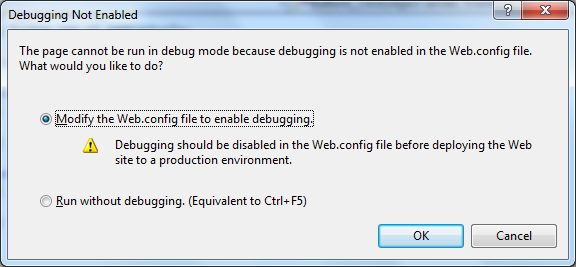 Debugging Not Enabled
The page cannot be run in debug mode because debugging is not enabled in the Web.config file.
What would you like to do?
Modify the Web.config file to enable debugging.
Debugging should be disabled in the Web.config file before deploying the Web
site to a production environment.
Run without debugging. (Equivalent to Ctrl+F5)
OK
Cancel